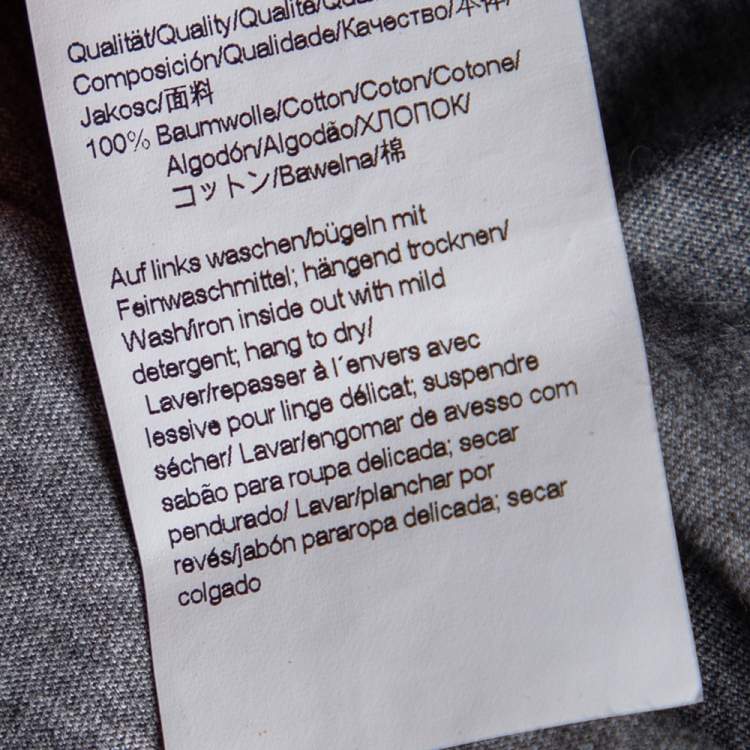 Qualität/Quality/Qualité/
Composición/Qualidade/Качество/本体/
Jakosc/面料
100% Baumwolle/Cotton/Coton/Cotone/
Algodón/Algodão/ХЛОПОК/
コットン/Bawelna/棉
Auf links waschen/bügeln mit
Feinwaschmittel; hängend trocknen/
Wash/iron inside out with mild
detergent; hang to dry/
Laver/repasser à l´envers avec
lessive pour linge délicat; suspendre
sécher/ Lavar/engomar de avesso com
sabão para roupa delicada; secar
pendurado/ Lavar/planchar por
revés/jabón pararopa delicada; secar
colgado